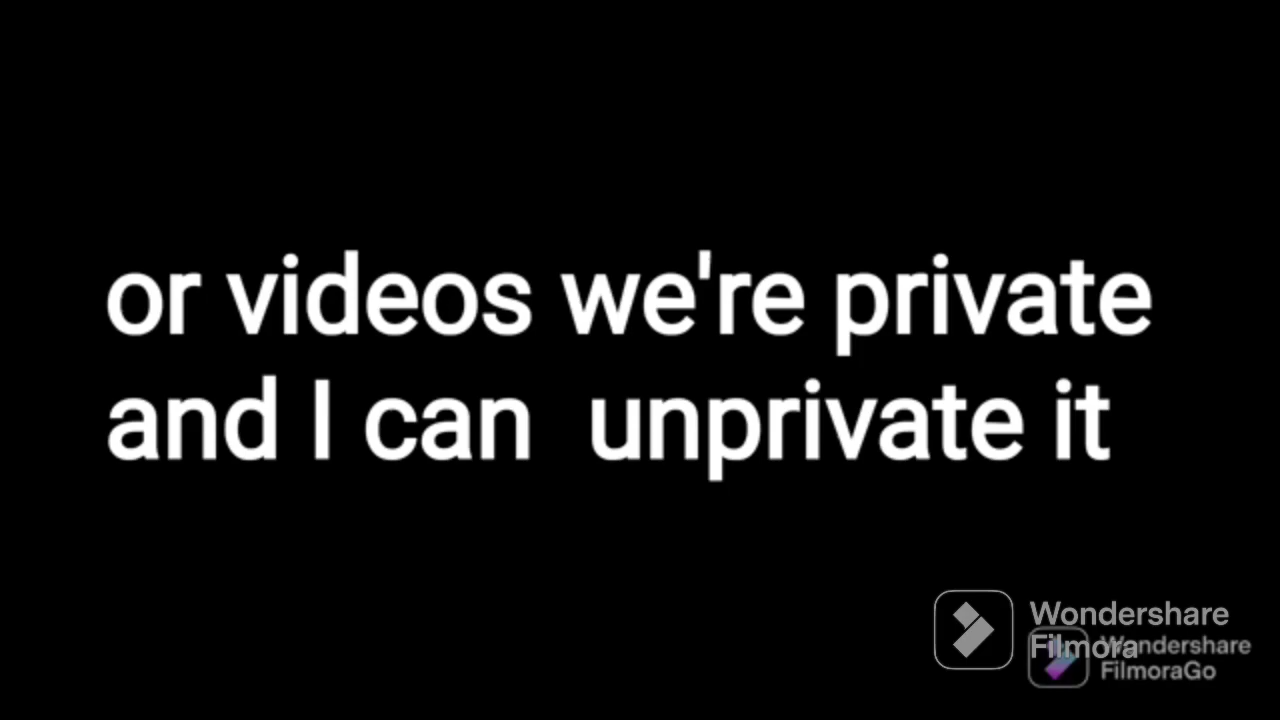 or videos we're private
and I can  unprivate it
Wondershare
Filmora
Wondershare
FilmoraGo